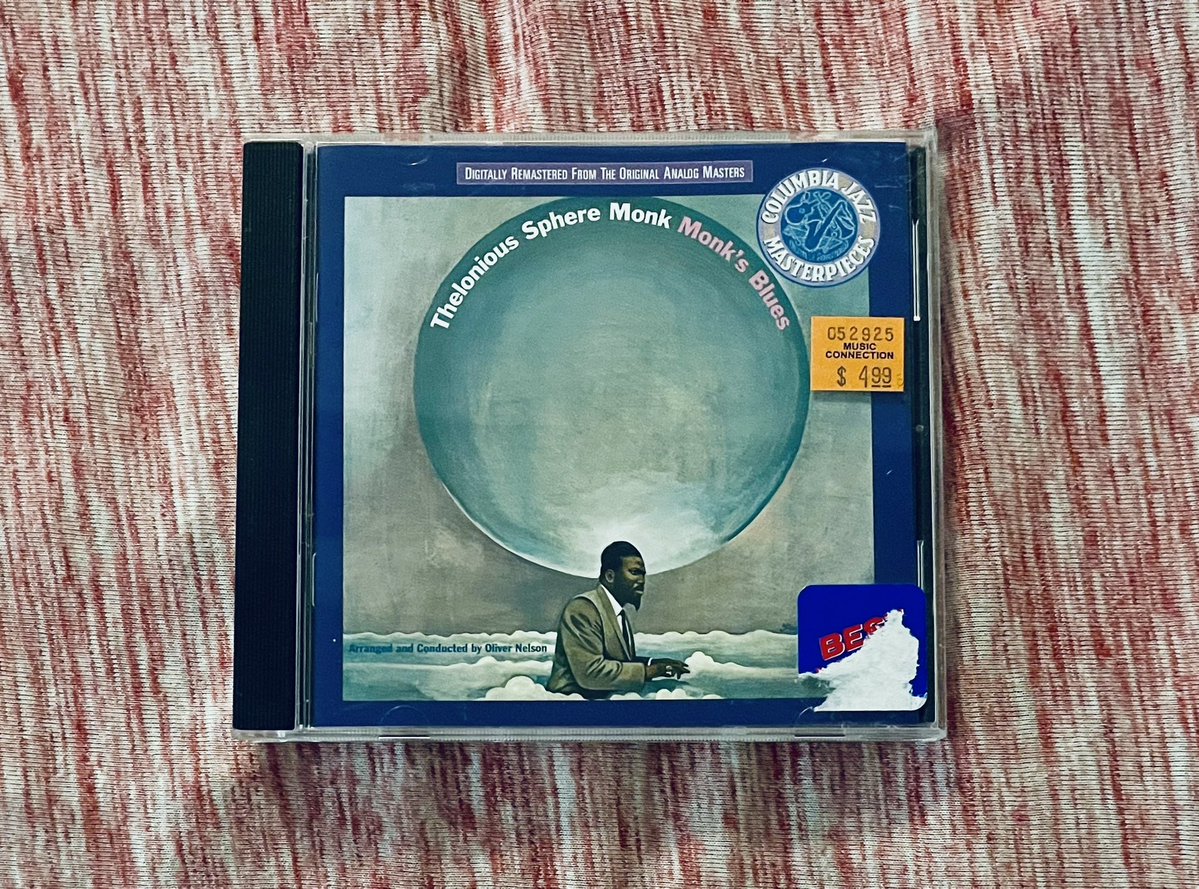 DIGITALLY REMASTERED FROM THE ORIGINAL ANALOG MASTERS
COLUMBIA JAZZ
MASTERPIECES
Thelonious Sphere Monk Monk's Blues
052925
MUSIC
CONNECTION
$ 4.99
Arranged and Conducted by Oliver Nelson